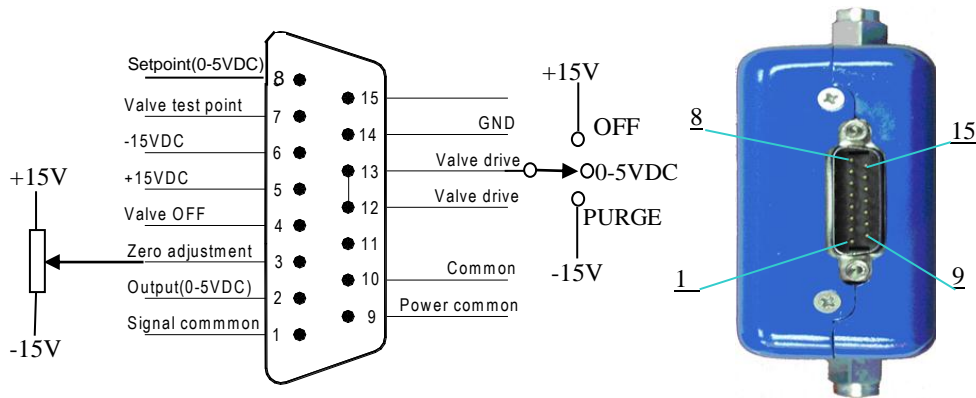 Setpoint(0-5VDC)
8
Valve test point
7
-15VDC
6
+15VDC
5
Valve OFF
4
Zero adjustment
3
Output(0-5VDC)
2
Signal commmon
1
+15V
-15V
15
14
GND
13
Valve drive
12
Valve drive
11
10
Common
9
Power common
+15V
OFF
0-5VDC
PURGE
-15V
8
15
1
9